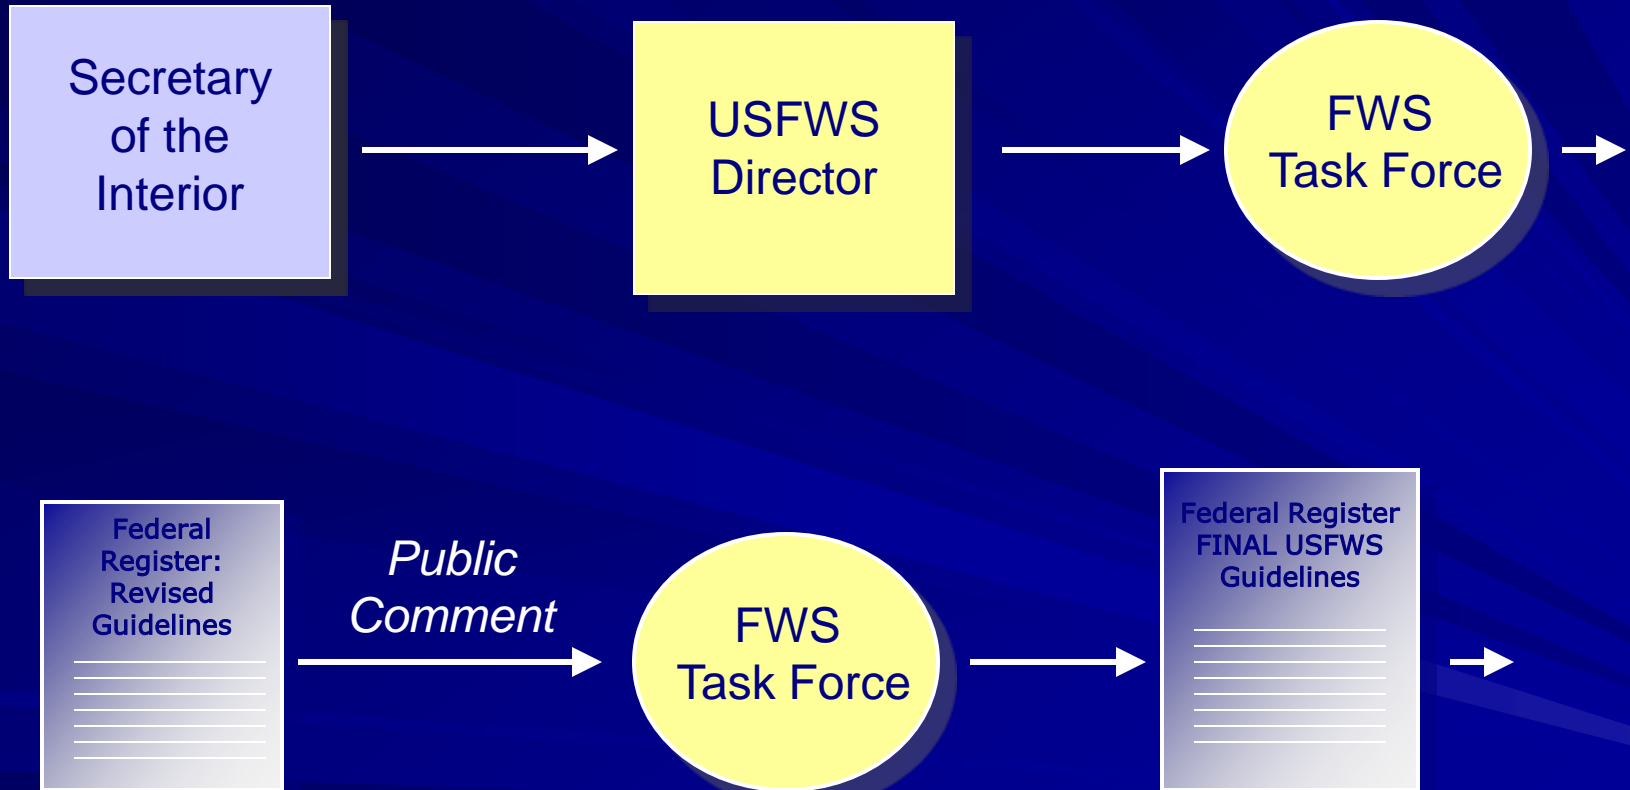 Secretary
of the
Interior
USFWS
Director
FWS
Task Force
Federal
Register:
Revised
Guidelines
Public
Comment
FWS
Task Force
Federal Register
FINAL USFWS
Guidelines